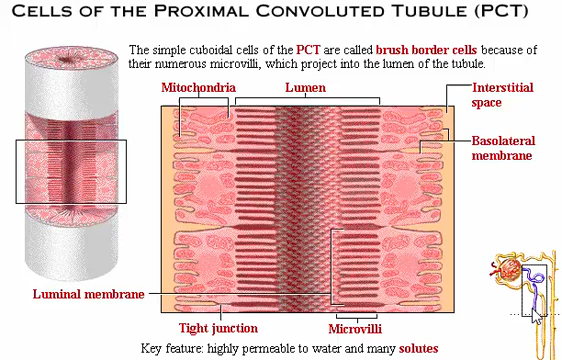 CELLS OF THE PROXIMAL CONVOLUTED TUBULE (PCT)
The simple cuboidal cells of the PCT are called brush border cells because of
their numerous microvilli, which project into the lumen of the tubule.
Mitochondria
Lumen
Interstitial
space
Basolateral
membrane
Luminal membrane
Tight junction
Microvilli
Key feature: highly permeable to water and many solutes